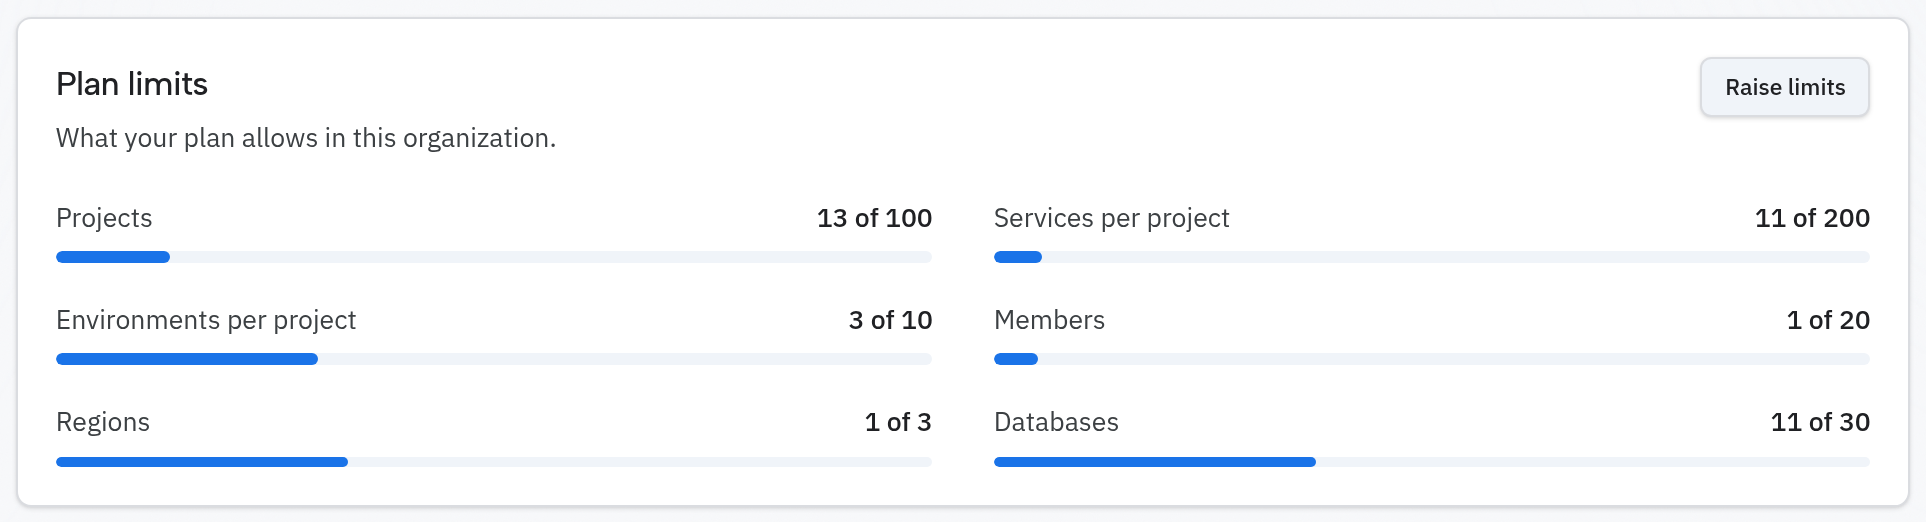 Plan limits
Raise limits
What your plan allows in this organization.
Projects 13 of 100
Services per project 11 of 200
Environments per project 3 of 10
Members 1 of 20
Regions 1 of 3
Databases 11 of 30